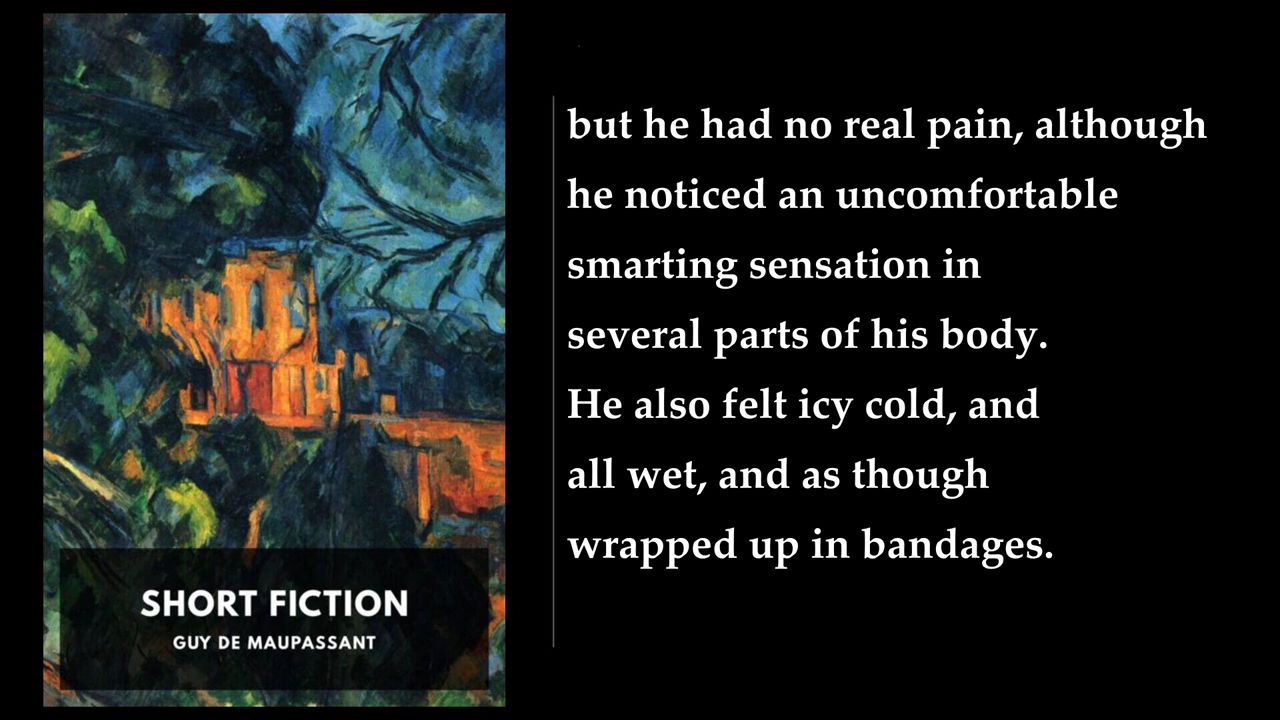 SHORT FICTION
GUY DE MAUPASSANT
but he had no real pain, although
he noticed an uncomfortable
smarting sensation in
several parts of his body.
He also felt icy cold, and
all wet, and as though
wrapped up in bandages.